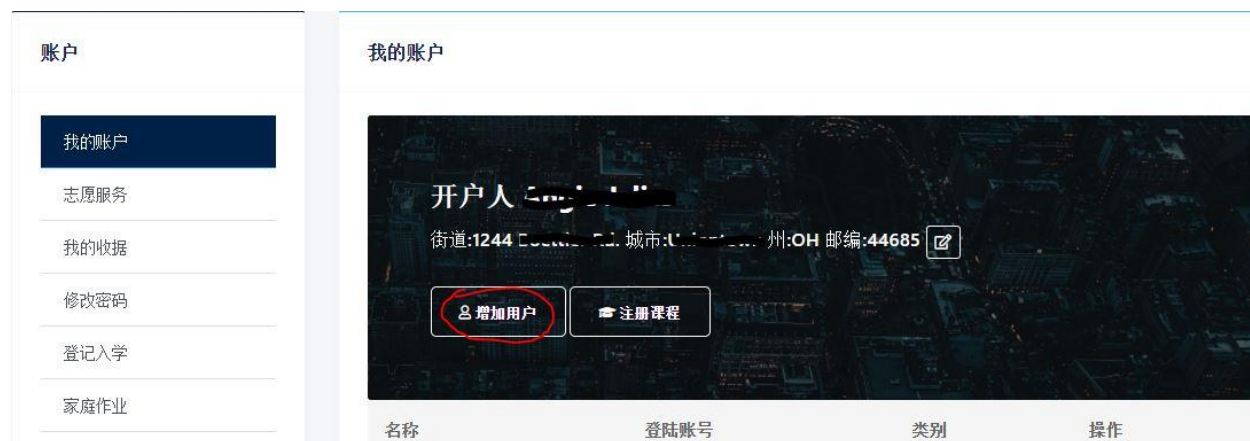 账户
我的账户
我的账户
志愿服务
我的收据
修改密码
登记入学
家庭作业
开户人
街道:1244 Rd. 城市: 州:OH 邮编:44685
增加用户
注册课程
名称 登陆账号 类别 操作